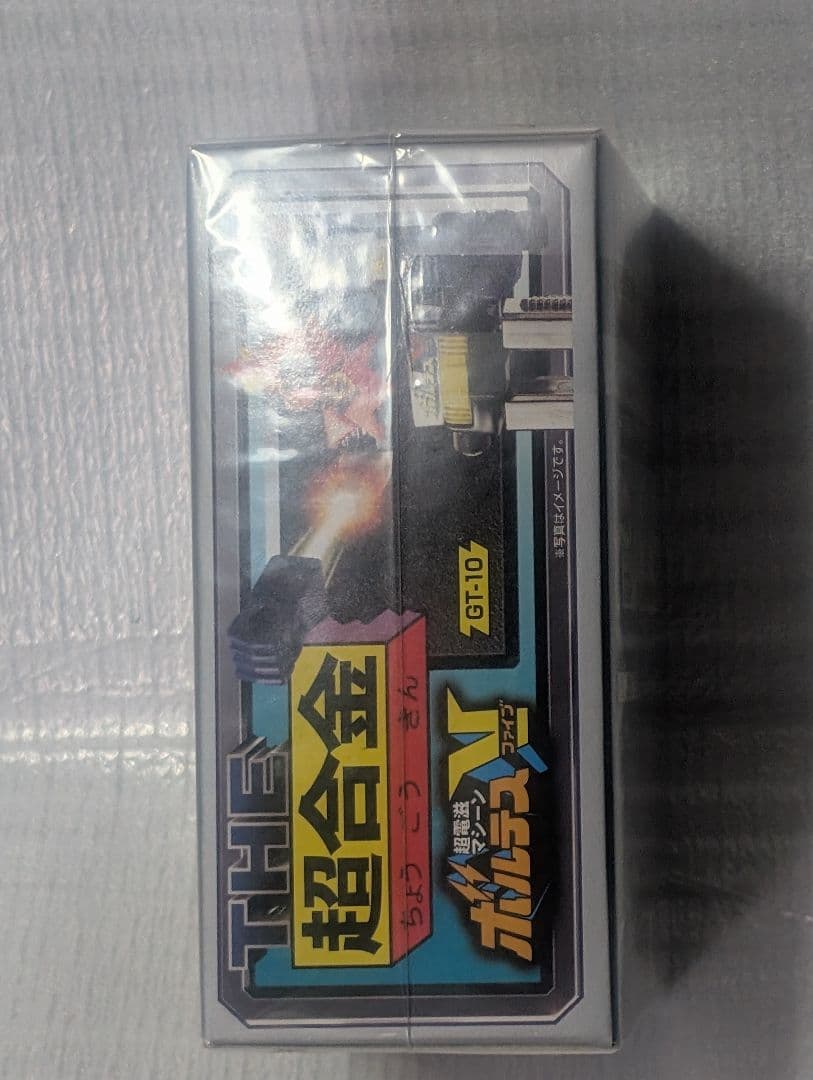 THE
超合金
ちょう ごう きん
超電磁
マシーン
ボルテスV
ファイブ
GT-10
※写真はイメージです。